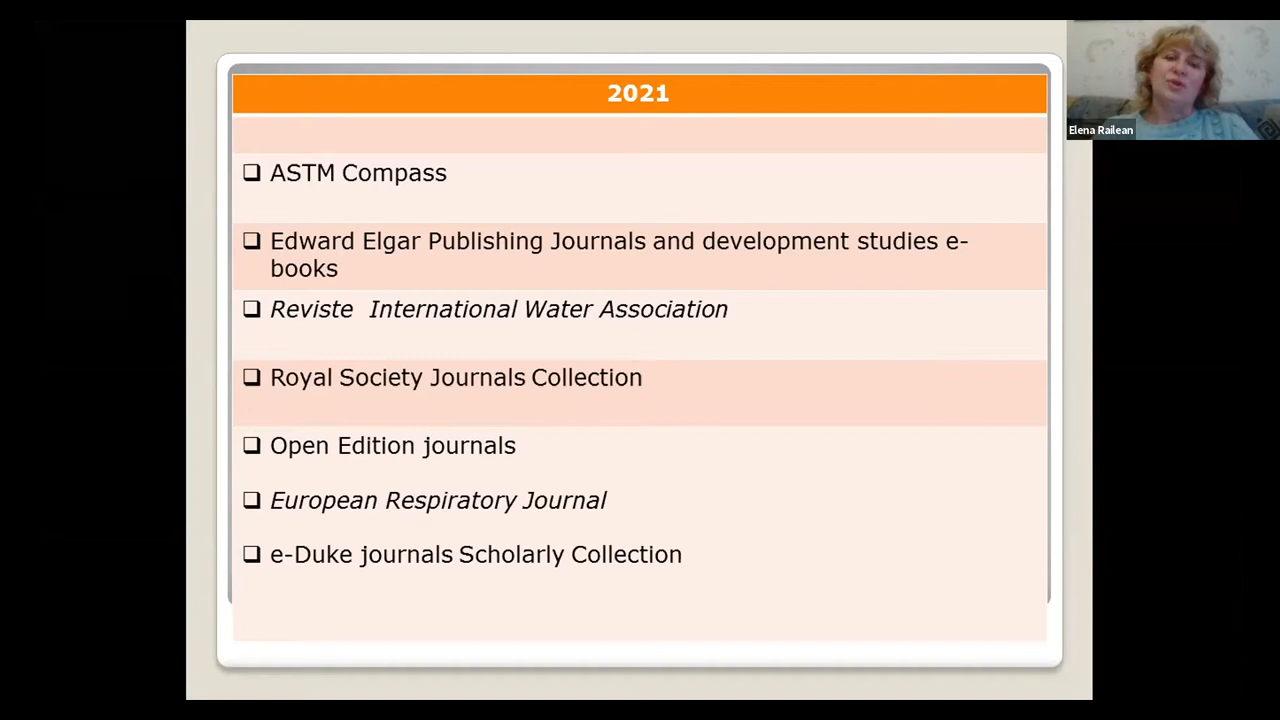 2021
❑ ASTM Compass
❑ Edward Elgar Publishing Journals and development studies e-
books
❑ Reviste International Water Association
❑ Royal Society Journals Collection
❑ Open Edition journals
❑ European Respiratory Journal
❑ e-Duke journals Scholarly Collection
Elena Railean